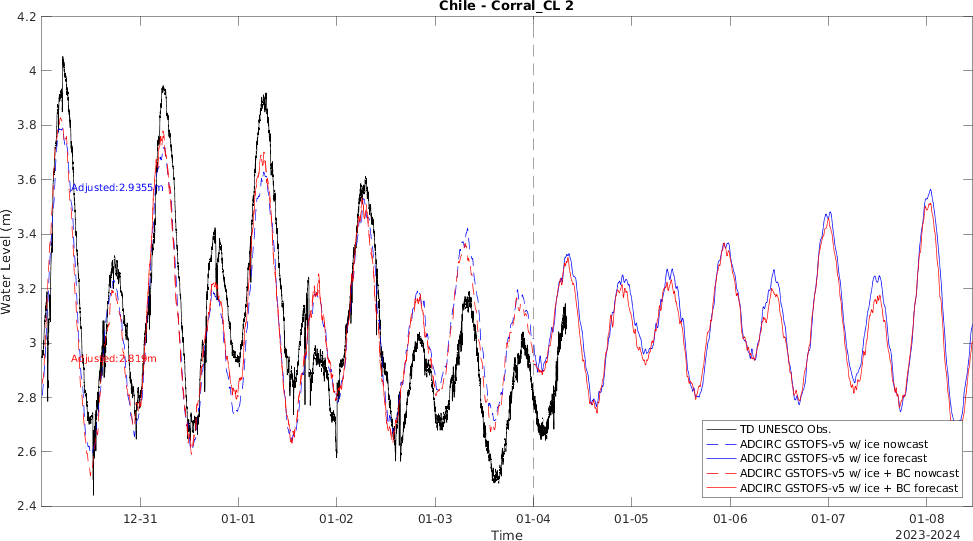 Chile - Corral_CL 2
Water Level (m)
4.2
4
3.8
3.6
3.4
3.2
3
2.8
2.6
2.4
Adjusted:2.9355m
Adjusted:2.819m
TD UNESCO Obs.
ADCIRC GSTOFS-v5 w/ ice nowcast
ADCIRC GSTOFS-v5 w/ ice forecast
ADCIRC GSTOFS-v5 w/ ice + BC nowcast
ADCIRC GSTOFS-v5 w/ ice + BC forecast
12-31 01-01 01-02 01-03 01-04 01-05 01-06 01-07 01-08
Time
2023-2024